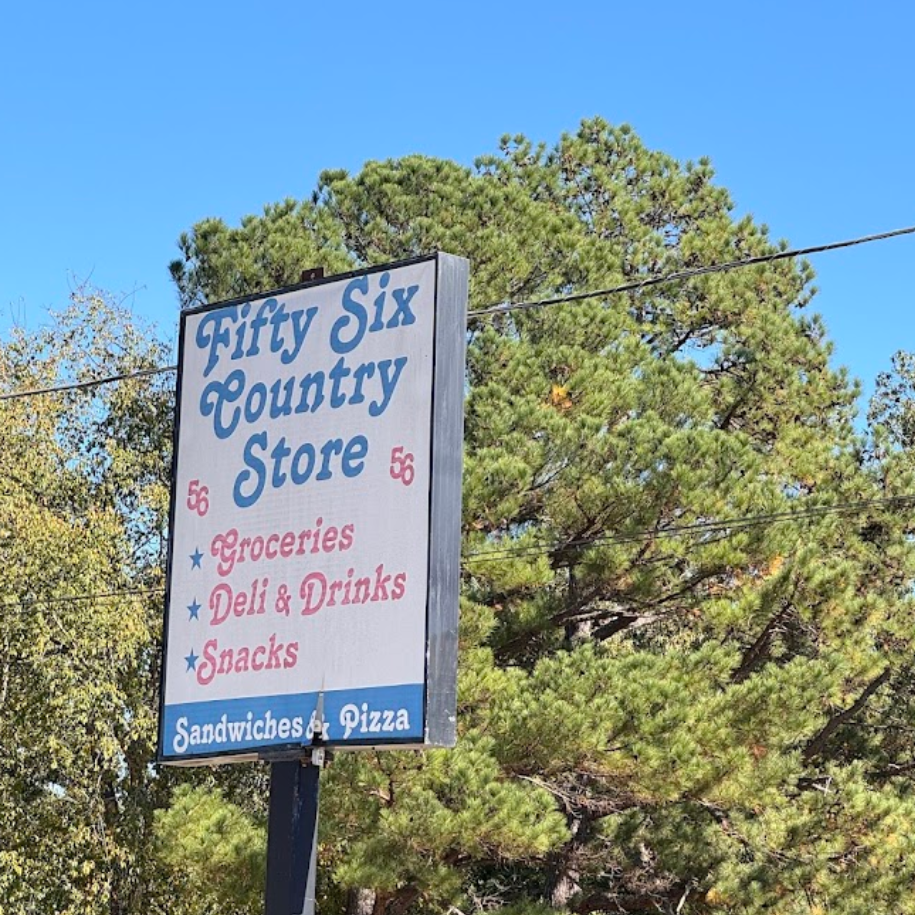 Fifty Six
Country
Store
56
56
Groceries
Deli & Drinks
Snacks
Sandwiches & Pizza